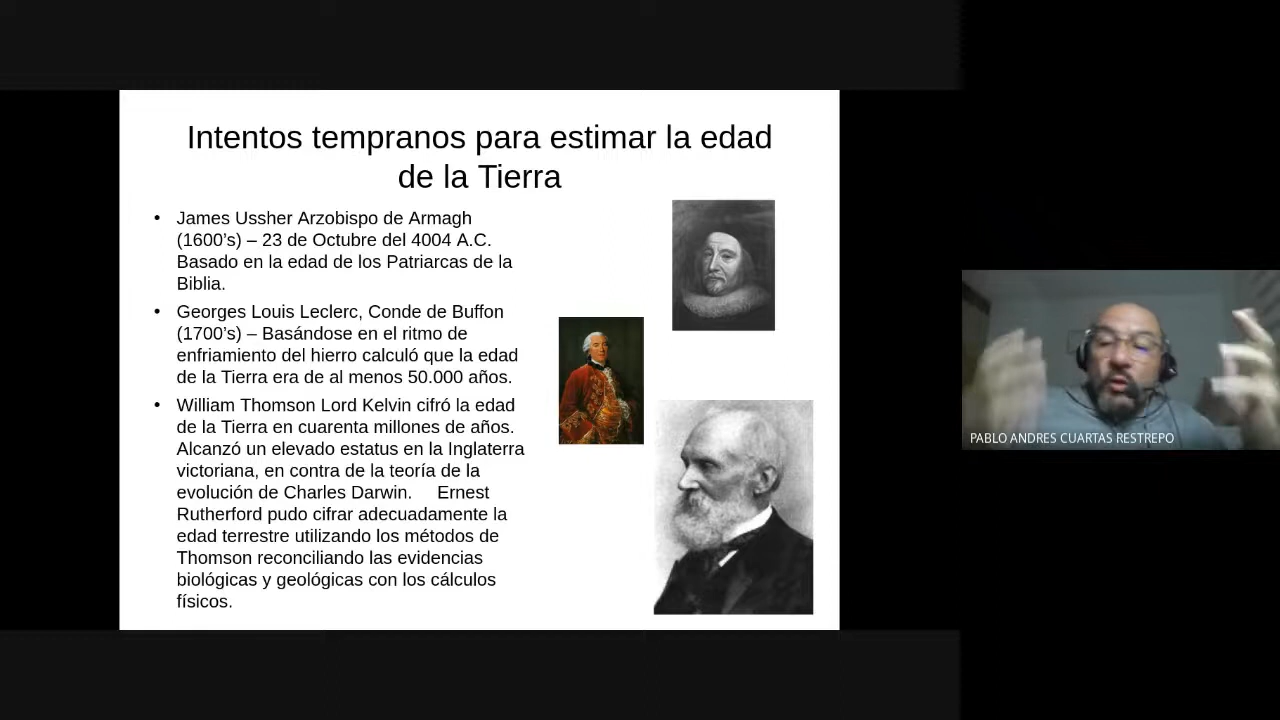 Intentos tempranos para estimar la edad
de la Tierra
• James Ussher Arzobispo de Armagh
(1600's) – 23 de Octubre del 4004 A.C.
Basado en la edad de los Patriarcas de la
Biblia.
• Georges Louis Leclerc, Conde de Buffon
(1700's) – Basándose en el ritmo de
enfriamiento del hierro calculó que la edad
de la Tierra era de al menos 50.000 años.
• William Thomson Lord Kelvin cifró la edad
de la Tierra en cuarenta millones de años.
Alcanzó un elevado estatus en la Inglaterra
victoriana, en contra de la teoría de la
evolución de Charles Darwin. Ernest
Rutherford pudo cifrar adecuadamente la
edad terrestre utilizando los métodos de
Thomson reconciliando las evidencias
biológicas y geológicas con los cálculos
físicos.
PABLO ANDRES CUARTAS RESTREPO